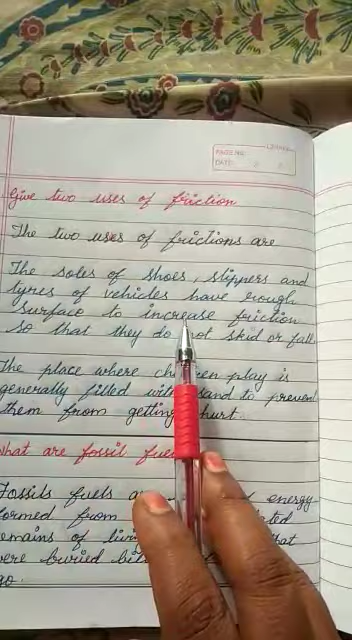 PAGE NO.
DATE:
Give two uses of friction
The two uses of frictions are
The soles of shoes, slippers and
tyres of vehicles have rough
surface to increase friction
so that they do not skid or fall
The place where children play is
generally filled with sand to prevent
them from getting hurt.
What are fossil
Fossils fuels energy
formed from
remains of that
were buried
ago.